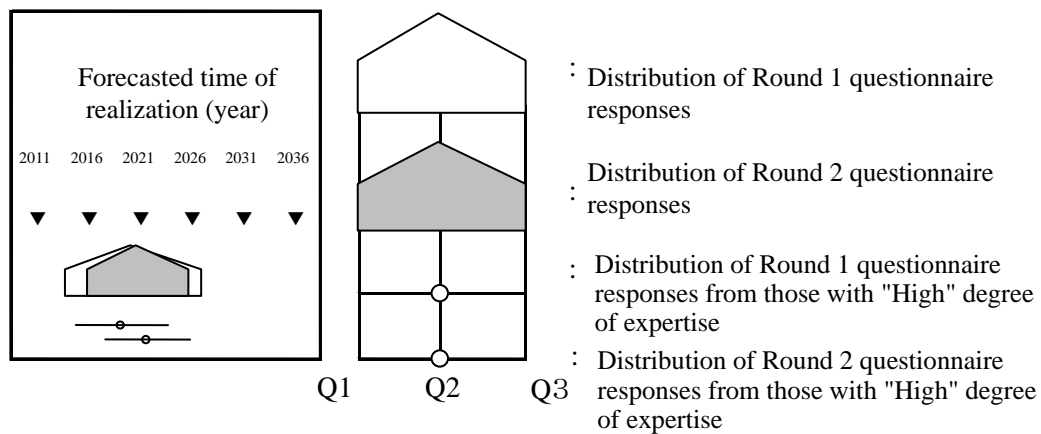 Forecasted time of
realization (year)
2011 2016 2021 2026 2031 2036
: Distribution of Round 1 questionnaire
responses
: Distribution of Round 2 questionnaire
responses
: Distribution of Round 1 questionnaire
responses from those with "High" degree
of expertise
: Distribution of Round 2 questionnaire
responses from those with "High" degree
of expertise
Q1 Q2 Q3